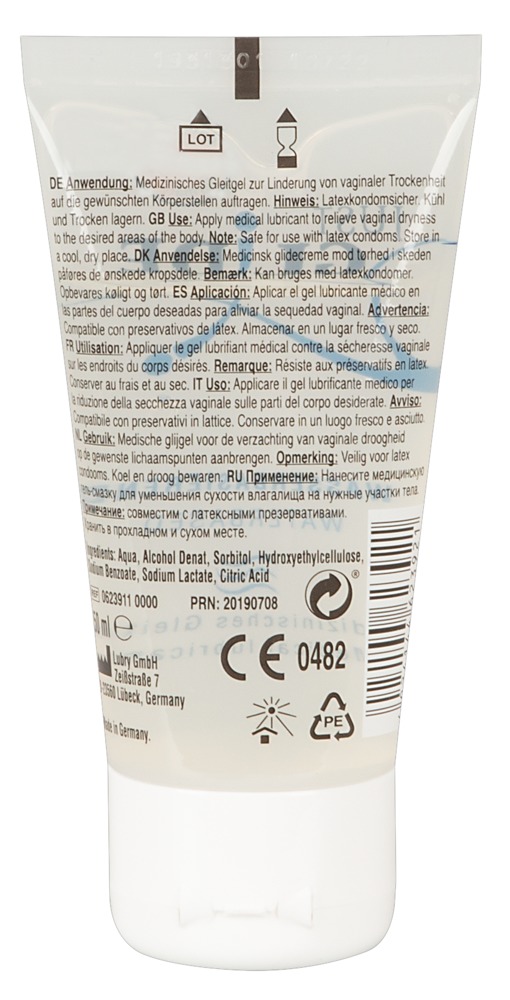 LOT
DE Anwendung: Medizinisches Gleitgel zur Linderung von vaginaler Trockenheit
auf die gewünschten Körperstellen auftragen. Hinweis: Latexkondomsicher. Kühl
und Trocken lagern. GB Use: Apply medical lubricant to relieve vaginal dryness
to the desired areas of the body. Note: Safe for use with latex condoms. Store in
a cool, dry place. DK Anvendelse: Medicinsk glidecreme mod tørhed i skeden
påføres de ønskede kropsdele. Bemærk: Kan bruges med latexkondomer.
Opbevares køligt og tørt. ES Aplicación: Aplicar el gel lubricante médico en
las partes del cuerpo deseadas para aliviar la sequedad vaginal. Advertencia:
Compatible con preservativos de látex. Almacenar en un lugar fresco y seco.
FR Utilisation: Appliquer le gel lubrifiant médical contre la sécheresse vaginale
sur les endroits du corps désirés. Remarque: Résiste aux préservatifs en latex.
Conserver au frais et au sec. IT Uso: Applicare il gel lubrificante medico per
la riduzione della secchezza vaginale sulle parti del corpo desiderate. Avviso:
Compatibile con preservativi in lattice. Conservare in un luogo fresco e asciutto.
NL Gebruik: Medische glijgel voor de verzachting van vaginale droogheid
op de gewenste lichaamspunten aanbrengen. Opmerking: Veilig voor latex
condooms. Koel en droog bewaren. RU Применение: Нанесите медицинскую
гель-смазку для уменьшения сухости влагалища на нужные участки тела.
Примечание: совместим с латексными презервативами.
Хранить в прохладном и сухом месте.
Ingredients: Aqua, Alcohol Denat, Sorbitol, Hydroxyethylcellulose,
Sodium Benzoate, Sodium Lactate, Citric Acid
REF 0623911 0000 PRN: 20190708
50 ml ℮
CE 0482
Lubry GmbH
Zeißstraße 7
23560 Lübeck, Germany
Made in Germany.
PE